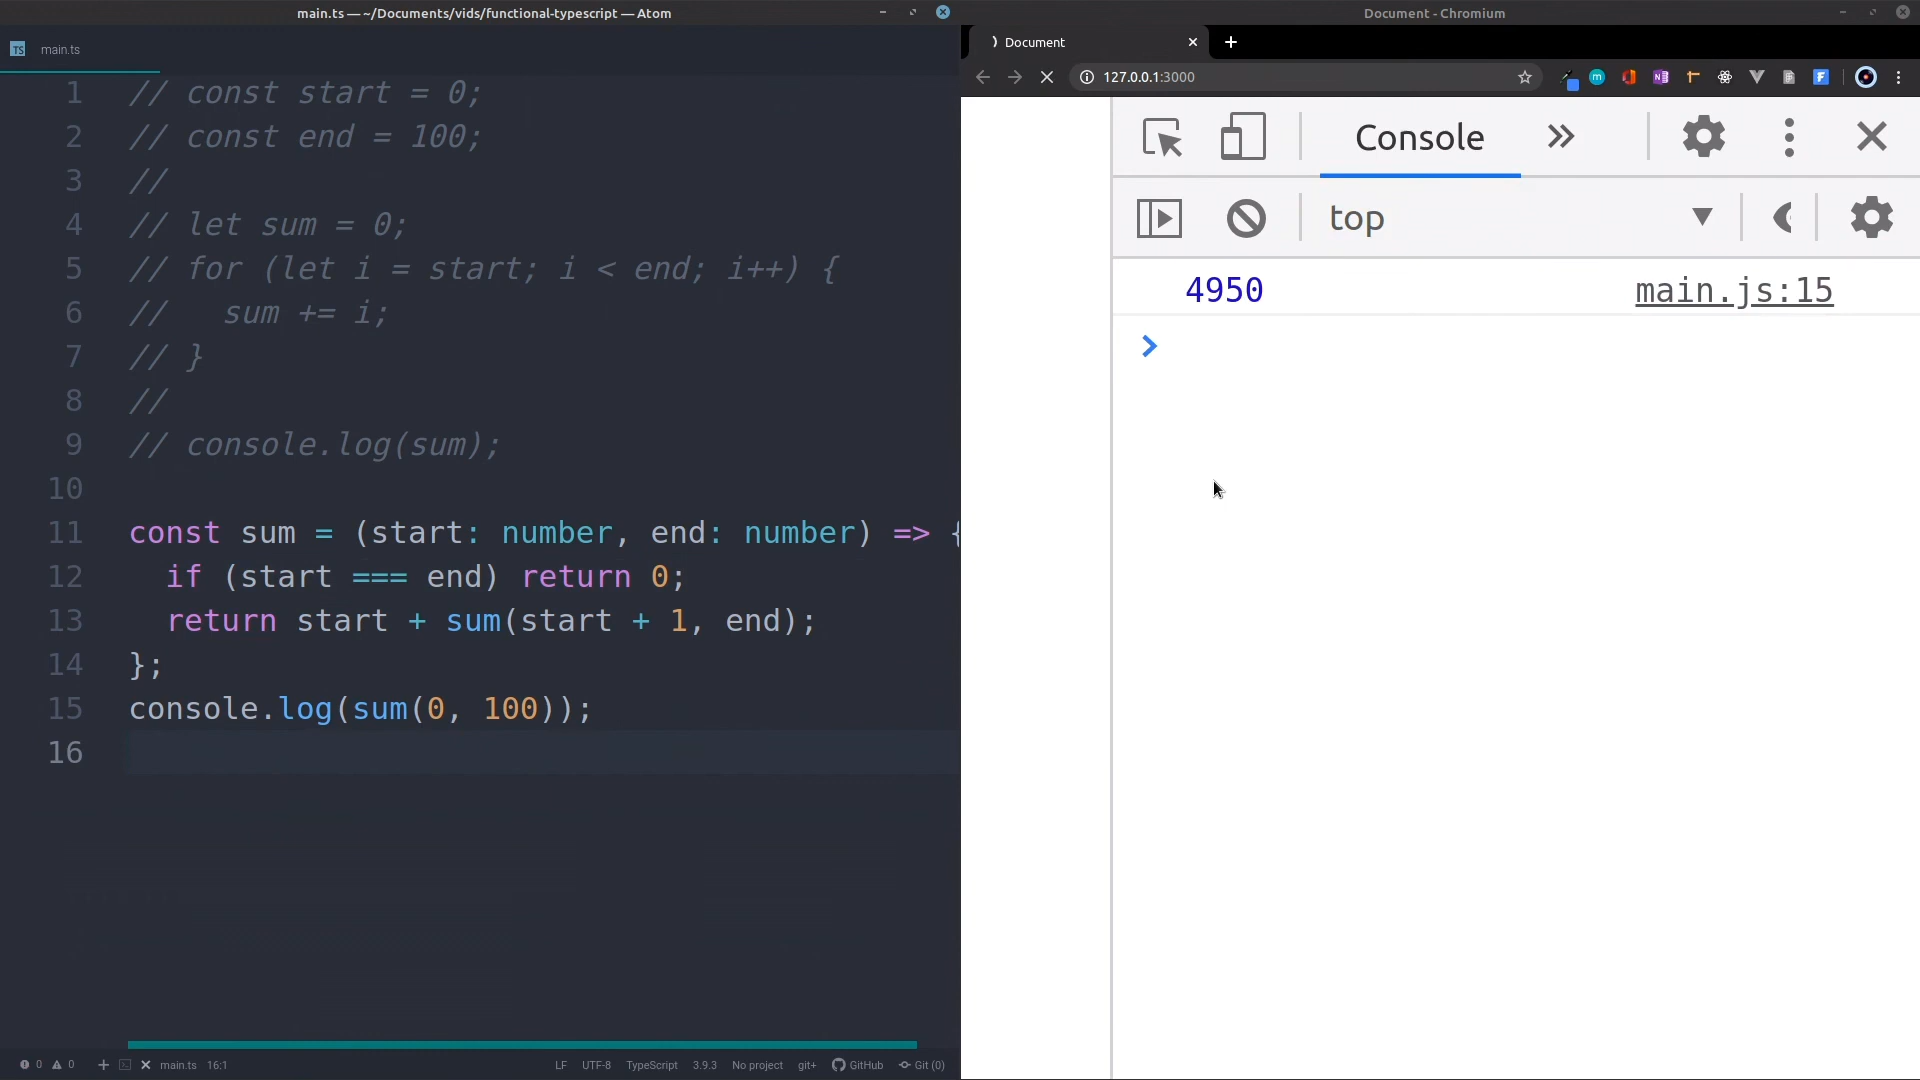 main.ts — ~/Documents/vids/functional-typescript — Atom
main.ts
1 // const start = 0;
2 // const end = 100;
3 //
4 // let sum = 0;
5 // for (let i = start; i < end; i++) {
6 //   sum += i;
7 // }
8 //
9 // console.log(sum);
10
11 const sum = (start: number, end: number) => {
12   if (start === end) return 0;
13   return start + sum(start + 1, end);
14 };
15 console.log(sum(0, 100));
16
0 0 main.ts 16:1 LF UTF-8 TypeScript 3.9.3 No project git+ GitHub Git (0)
Document - Chromium
Document
127.0.0.1:3000
Console
top
4950 main.js:15